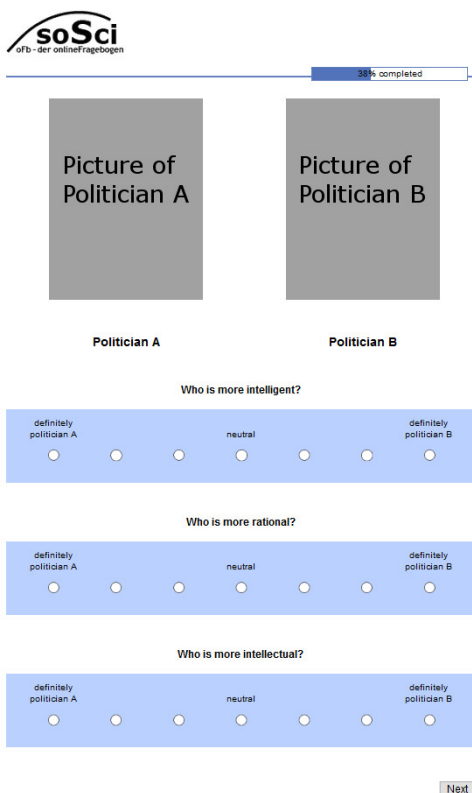 soSci
oFb - der onlineFragebogen
38% completed
Picture of
Politician A
Picture of
Politician B
Politician A
Politician B
Who is more intelligent?
definitely
politician A
neutral
definitely
politician B
Who is more rational?
definitely
politician A
neutral
definitely
politician B
Who is more intellectual?
definitely
politician A
neutral
definitely
politician B
Next